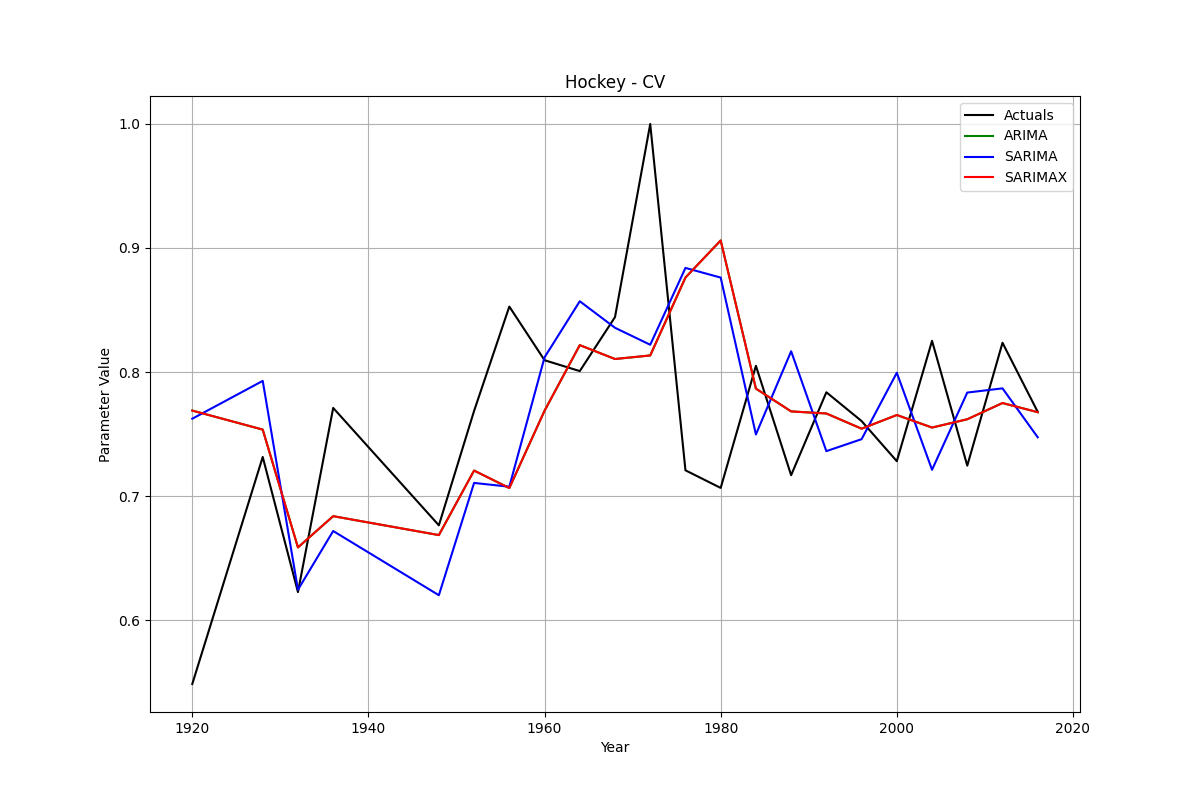 Hockey - CV
Actuals
ARIMA
SARIMA
SARIMAX
1.0
0.9
0.8
0.7
0.6
Parameter Value
1920 1940 1960 1980 2000 2020
Year